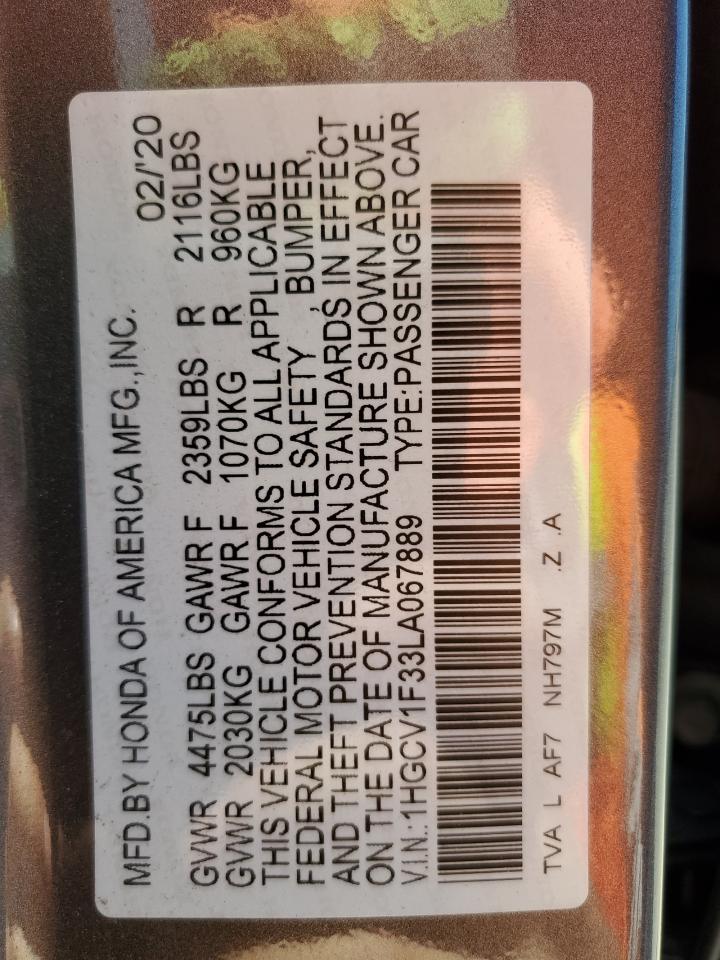 MFD.BY HONDA OF AMERICA MFG.,INC. 02/'20
GVWR 4475LBS GAWR F 2359LBS R 2116LBS
GVWR 2030KG GAWR F 1070KG R 960KG
THIS VEHICLE CONFORMS TO ALL APPLICABLE
FEDERAL MOTOR VEHICLE SAFETY , BUMPER,
AND THEFT PREVENTION STANDARDS IN EFFECT
ON THE DATE OF MANUFACTURE SHOWN ABOVE.
V.I.N.:1HGCV1F33LA067889 TYPE:PASSENGER CAR
TVA L AF7 NH797M .Z .A